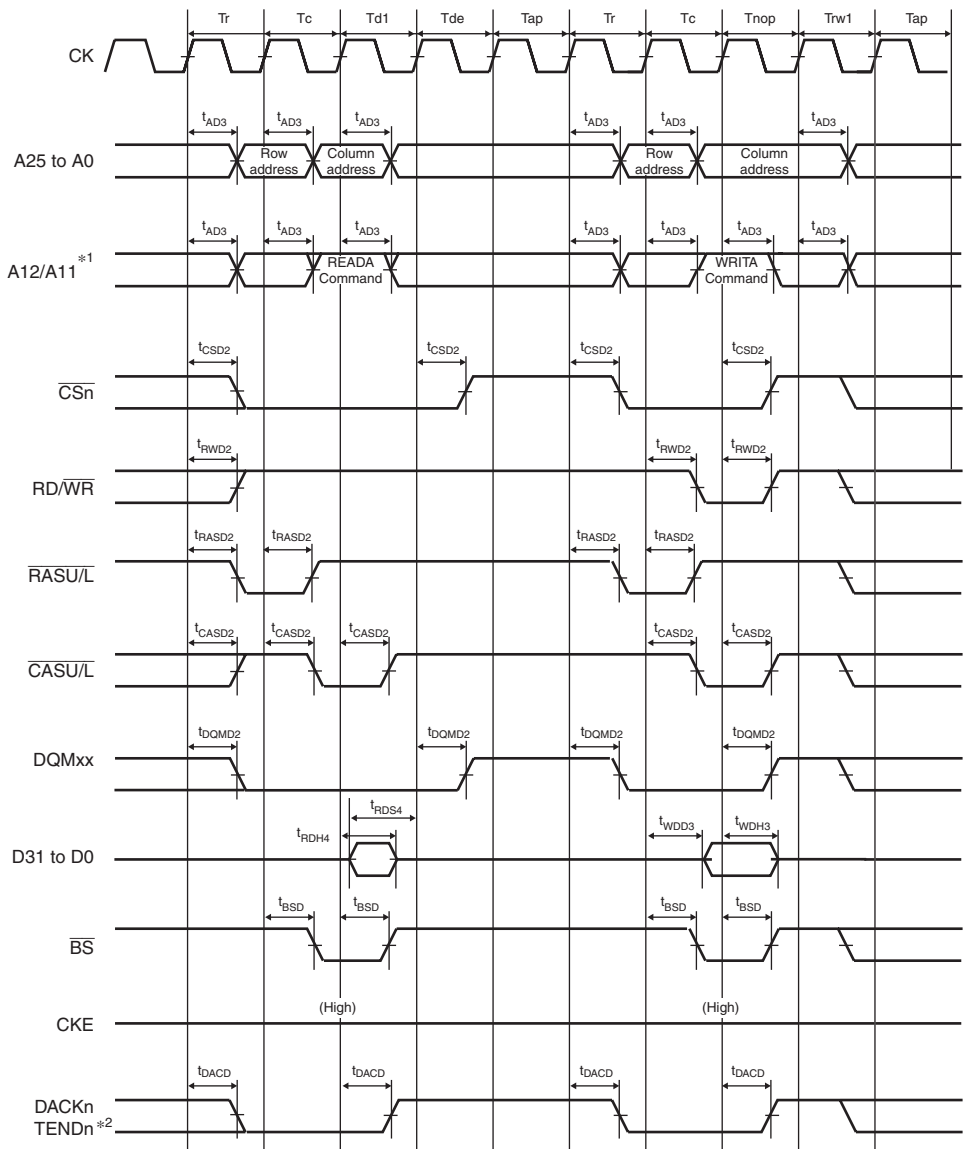 Tr Tc Td1 Tde Tap Tr Tc Tnop Trw1 Tap
CK
tAD3 tAD3 tAD3 tAD3 tAD3 tAD3
A25 to A0
Row address Column address Row address Column address
tAD3 tAD3 tAD3 tAD3 tAD3 tAD3 tAD3
A12/A11 *1
READA Command WRITA Command
tCSD2 tCSD2 tCSD2 tCSD2
CSn
tRWD2 tRWD2 tRWD2
RD/WR
tRASD2 tRASD2 tRASD2 tRASD2
RASU/L
tCASD2 tCASD2 tCASD2 tCASD2 tCASD2
CASU/L
tDQMD2 tDQMD2 tDQMD2 tDQMD2
DQMxx
tRDS4
tRDH4 tWDD3 tWDH3
D31 to D0
tBSD tBSD tBSD tBSD
BS
(High) (High)
CKE
tDACD tDACD tDACD tDACD
DACKn
TENDn *2